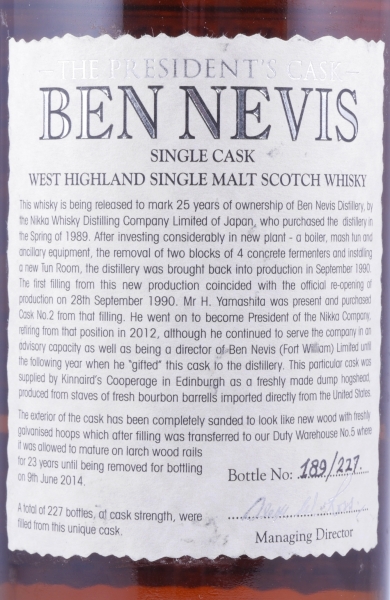 THE PRESIDENT'S CASK
BEN NEVIS
SINGLE CASK
WEST HIGHLAND SINGLE MALT SCOTCH WHISKY
This whisky is being released to mark 25 years of ownership of Ben Nevis Distillery, by
the Nikka Whisky Distilling Company Limited of Japan, who purchased the distillery in
the Spring of 1989. After investing considerably in new plant - a boiler, mash tun and
ancillary equipment, the removal of two blocks of 4 concrete fermenters and installing
a new Tun Room, the distillery was brought back into production in September 1990.
The first filling from this new production coincided with the official re-opening of
production on 28th September 1990. Mr H. Yamashita was present and purchased
Cask No.2 from that filling. He went on to become President of the Nikka Company,
retiring from that position in 2012, although he continued to serve the company in an
advisory capacity as well as being a director of Ben Nevis (Fort William) Limited until
the following year when he "gifted" this cask to the distillery. This particular cask was
supplied by Kinnaird's Cooperage in Edinburgh as a freshly made dump hogshead,
produced from staves of fresh bourbon barrells imported directly from the United States.
The exterior of the cask has been completely sanded to look like new wood with freshly
galvanised hoops which after filling was transferred to our Duty Warehouse No.5 where
it was allowed to mature on larch wood rails
for 23 years until being removed for bottling
on 9th June 2014.
Bottle No: 189/227.
A total of 227 bottles, at cask strength, were
filled from this unique cask.
Managing Director